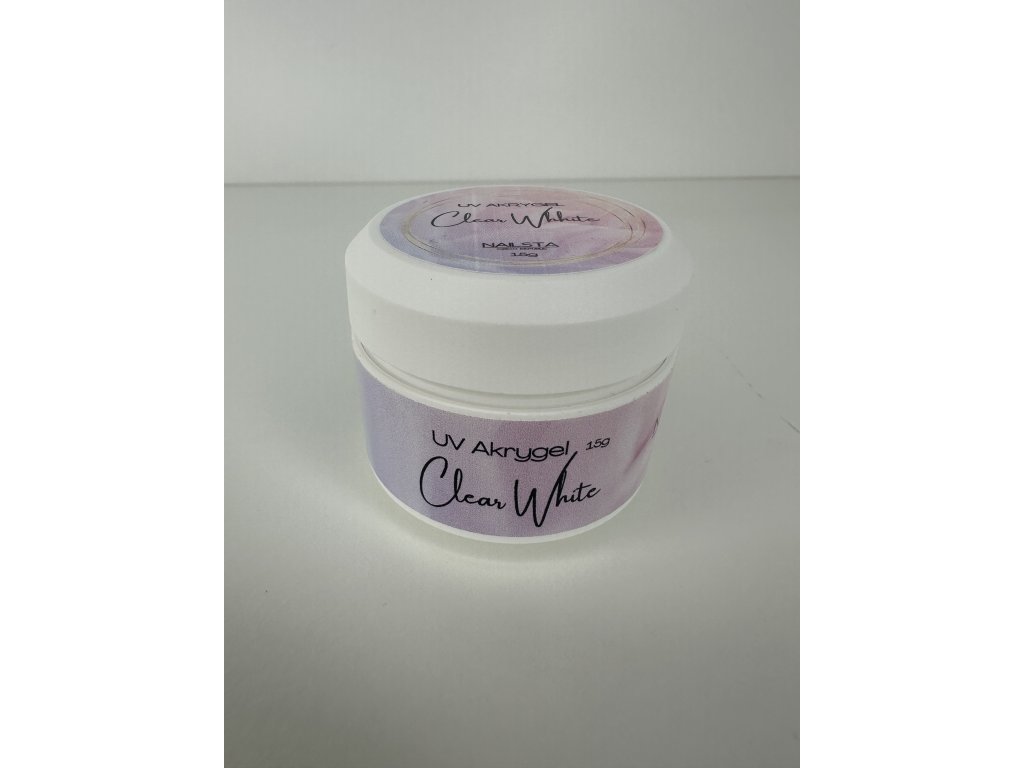 UV AKRYGEL
Clear White
NAILSTA
15g
UV Akrygel 15g
Clear White